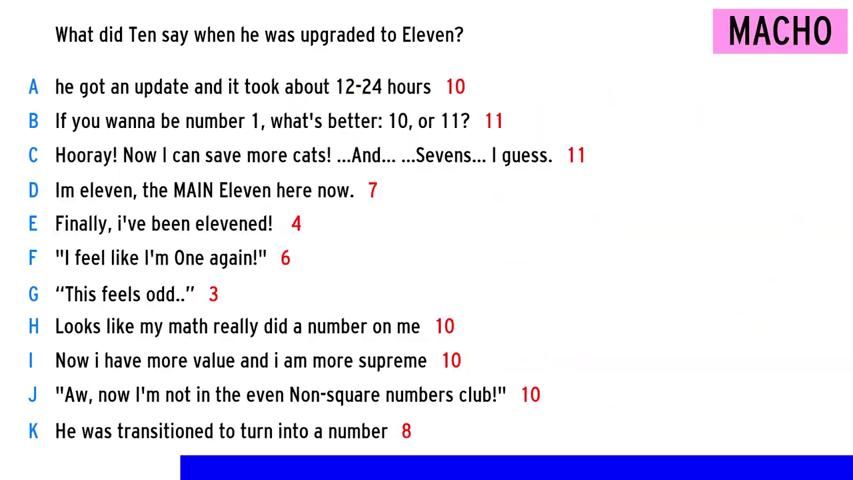 What did Ten say when he was upgraded to Eleven?
MACHO
A he got an update and it took about 12-24 hours 10
B If you wanna be number 1, what's better: 10, or 11? 11
C Hooray! Now I can save more cats! ...And... ...Sevens... I guess. 11
D Im eleven, the MAIN Eleven here now. 7
E Finally, i've been elevened! 4
F "I feel like I'm One again!" 6
G “This feels odd..” 3
H Looks like my math really did a number on me 10
I Now i have more value and i am more supreme 10
J "Aw, now I'm not in the even Non-square numbers club!" 10
K He was transitioned to turn into a number 8